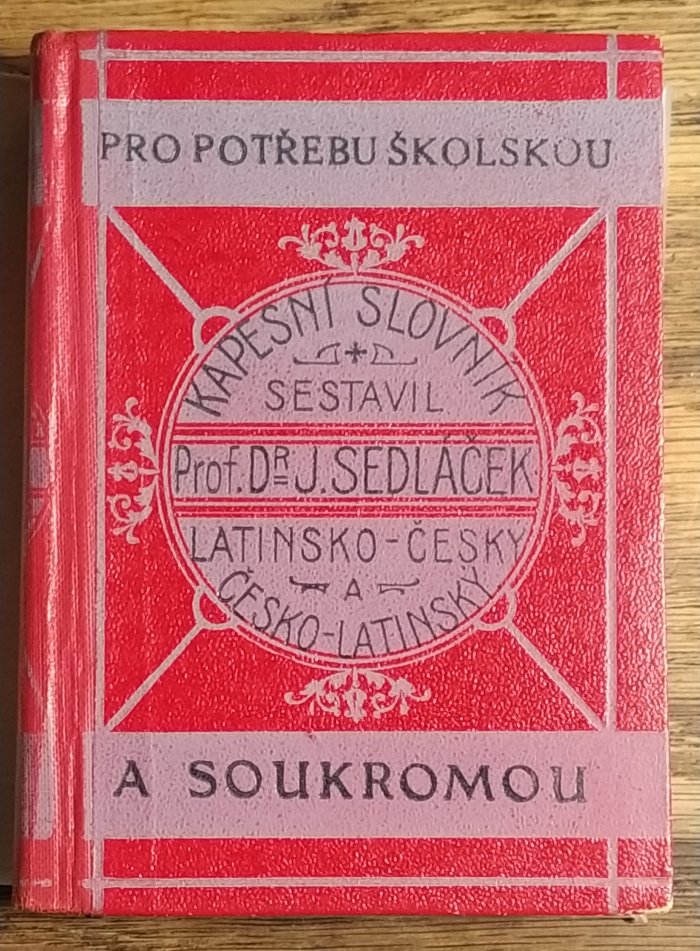 PRO POTŘEBU ŠKOLSKOU
KAPESNÍ SLOVNÍK
SESTAVIL
Prof. Dr J. SEDLÁČEK
LATINSKO-ČESKÝ
A
ČESKO-LATINSKÝ
A SOUKROMOU